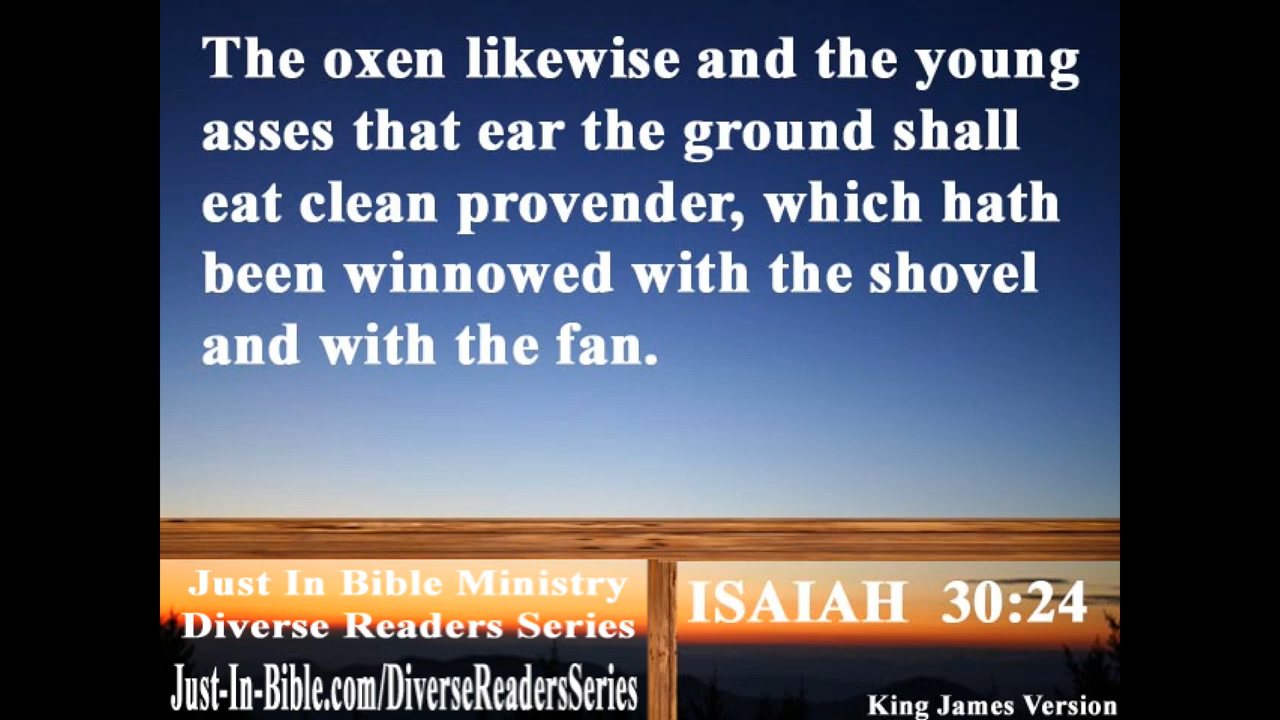 The oxen likewise and the young
asses that ear the ground shall
eat clean provender, which hath
been winnowed with the shovel
and with the fan.
Just In Bible Ministry
Diverse Readers Series
Just-In-Bible.com/DiverseReadersSeries
ISAIAH 30:24
King James Version